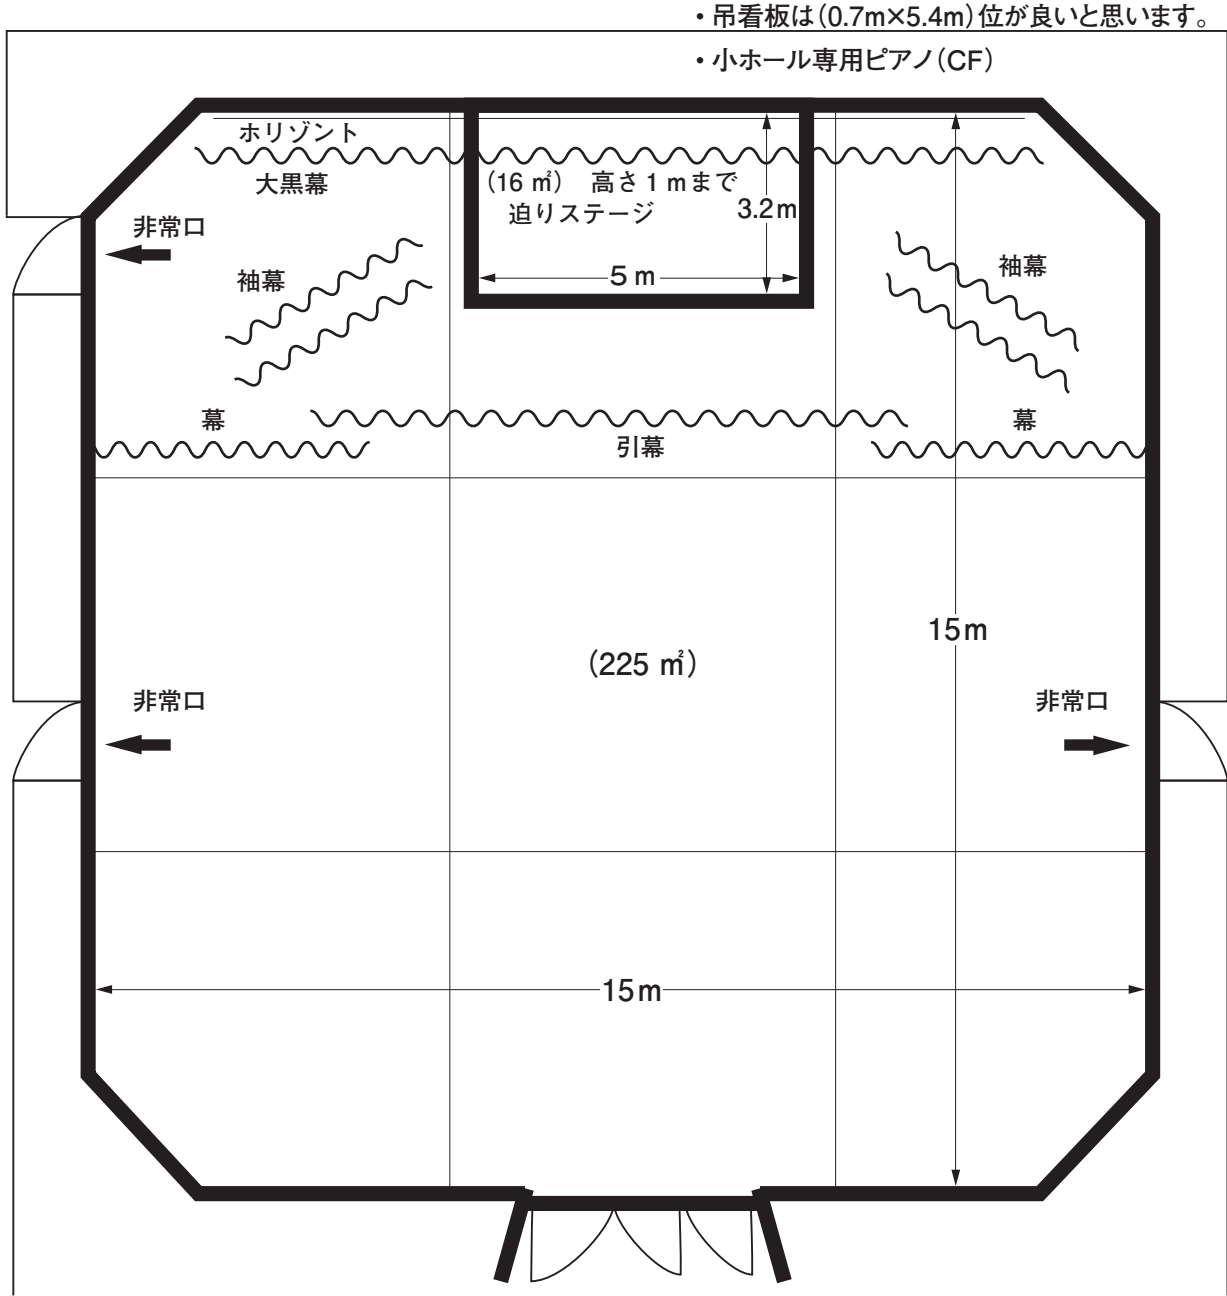 ・吊看板は(0.7m×5.4m)位が良いと思います。
・小ホール専用ピアノ(CF)
ホリゾント
大黒幕
(16 ㎡)　高さ 1 mまで
迫りステージ
3.2m
非常口
袖幕
5 m
袖幕
幕
引幕
幕
15m
(225 ㎡)
非常口
非常口
15m